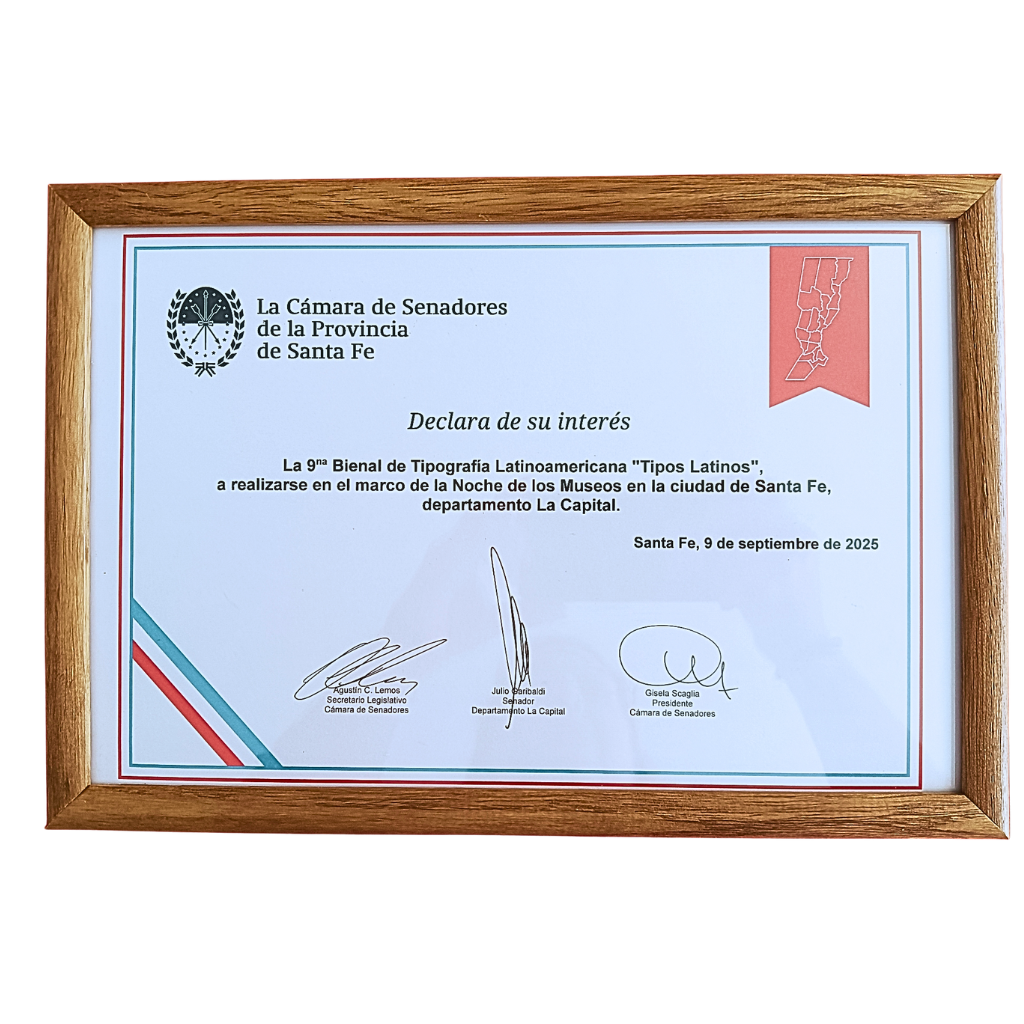 La Cámara de Senadores
de la Provincia
de Santa Fe
Declara de su interés
La 9ⁿᵃ Bienal de Tipografía Latinoamericana "Tipos Latinos",
a realizarse en el marco de la Noche de los Museos en la ciudad de Santa Fe,
departamento La Capital.
Santa Fe, 9 de septiembre de 2025
Agustín C. Lemos
Secretario Legislativo
Cámara de Senadores
Julio Garibaldi
Senador
Departamento La Capital
Gisela Scaglia
Presidente
Cámara de Senadores